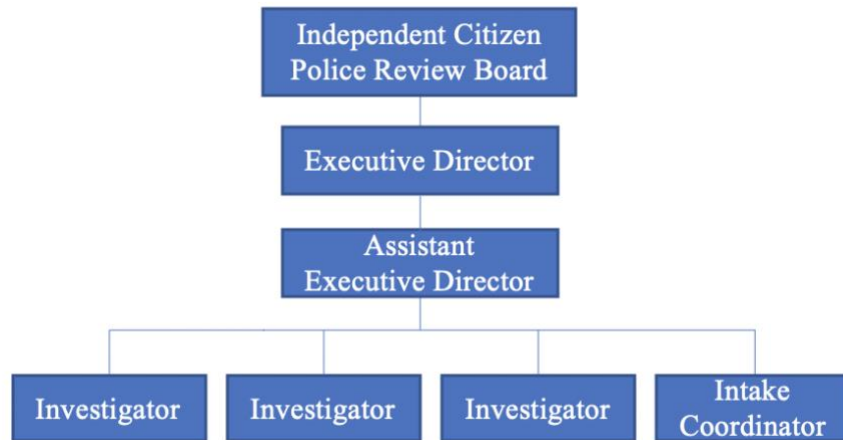 Independent Citizen
Police Review Board
Executive Director
Assistant
Executive Director
Investigator
Investigator
Investigator
Intake
Coordinator